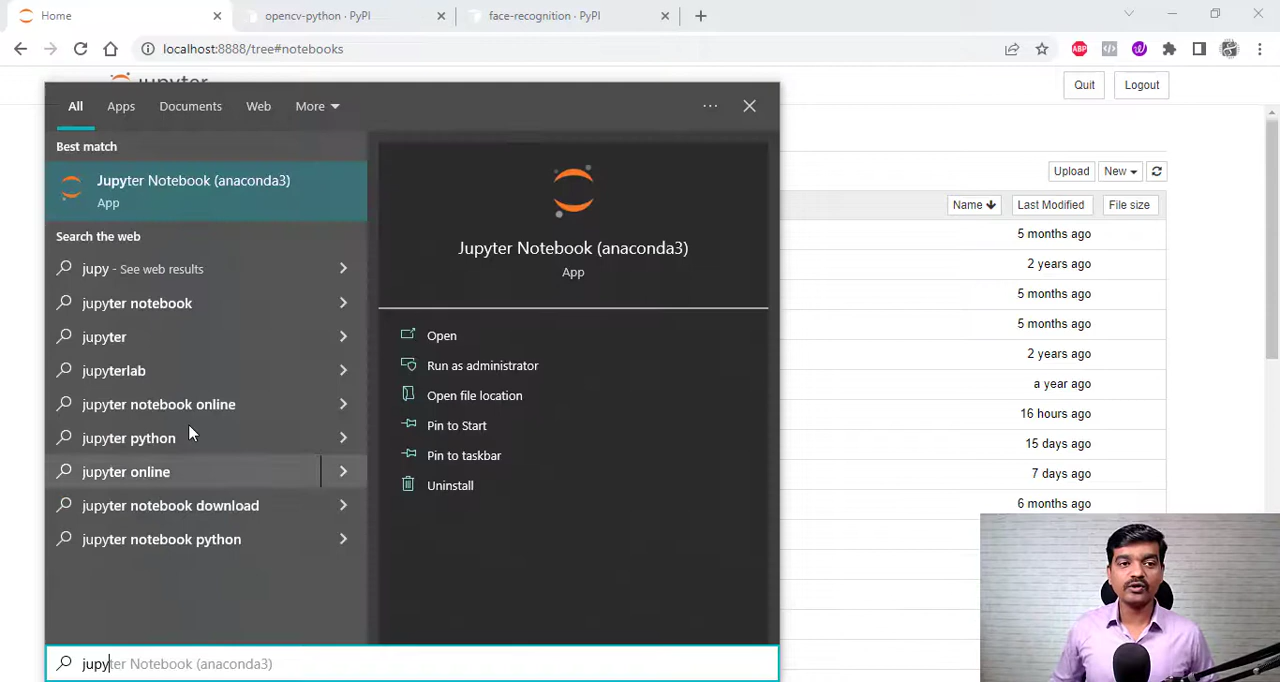 Home
opencv-python · PyPI
face-recognition · PyPI
localhost:8888/tree#notebooks
ABP
jupyter
Quit
Logout
All
Apps
Documents
Web
More
Best match
Jupyter Notebook (anaconda3)
App
Search the web
jupy - See web results
jupyter notebook
jupyter
jupyterlab
jupyter notebook online
jupyter python
jupyter online
jupyter notebook download
jupyter notebook python
Jupyter Notebook (anaconda3)
App
Open
Run as administrator
Open file location
Pin to Start
Pin to taskbar
Uninstall
Upload
New
Name
Last Modified
File size
5 months ago
2 years ago
5 months ago
5 months ago
2 years ago
a year ago
16 hours ago
15 days ago
7 days ago
6 months ago
jupyter Notebook (anaconda3)